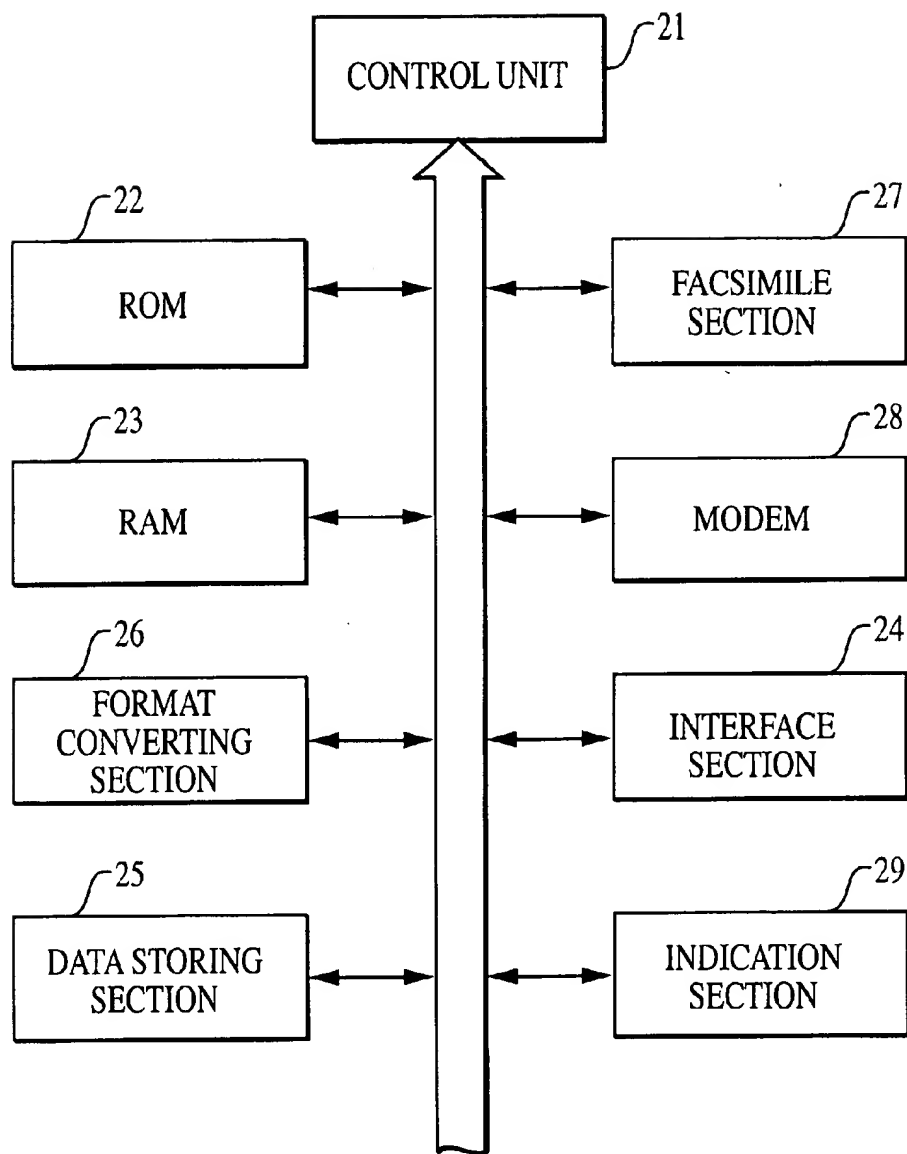 21
CONTROL UNIT
22
ROM
27
FACSIMILE
SECTION
23
RAM
28
MODEM
26
FORMAT
CONVERTING
SECTION
24
INTERFACE
SECTION
25
DATA STORING
SECTION
29
INDICATION
SECTION